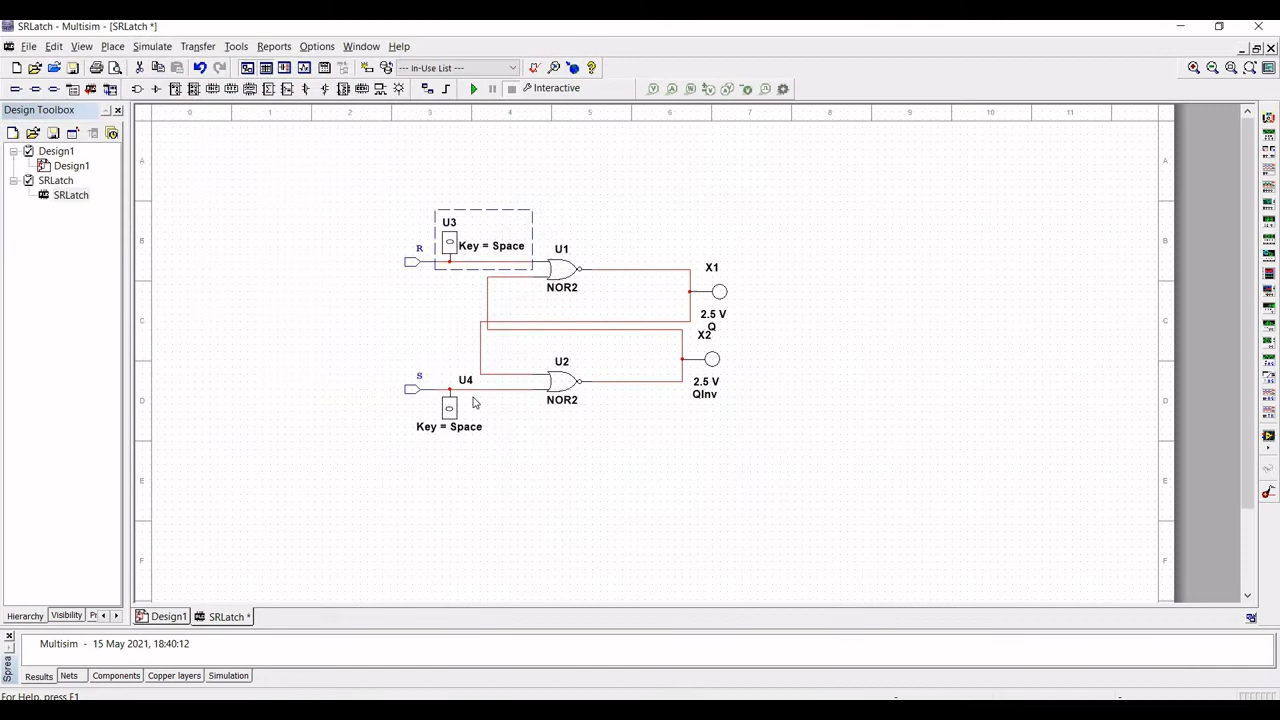 SRLatch - Multisim - [SRLatch *]
File Edit View Place Simulate Transfer Tools Reports Options Window Help
--- In-Use List ---
Interactive
Design Toolbox
Design1
Design1
SRLatch
SRLatch
0 1 2 3 4 5 6 7 8 9 10 11
A A
B B
C C
D D
E E
F F
U3
Key = Space
R
U1
NOR2
X1
2.5 V
Q
X2
2.5 V
QInv
U2
NOR2
S
U4
Key = Space
Hierarchy Visibility
Design1 SRLatch *
Multisim - 15 May 2021, 18:40:12
Results Nets Components Copper layers Simulation
For Help, press F1